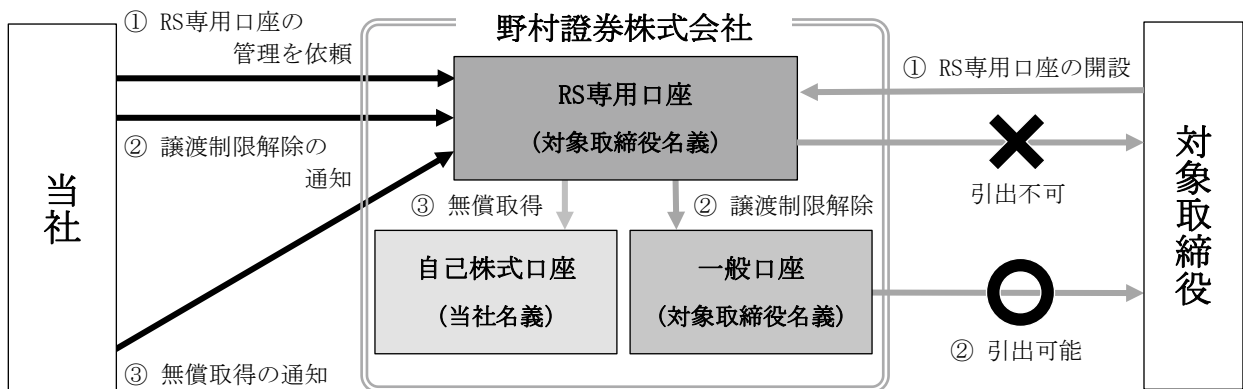 ① RS専用口座の
管理を依頼
② 譲渡制限解除の
通知
③ 無償取得の通知
当社
野村證券株式会社
RS専用口座
(対象取締役名義)
③ 無償取得
② 譲渡制限解除
自己株式口座
(当社名義)
一般口座
(対象取締役名義)
① RS専用口座の開設
引出不可
② 引出可能
対象取締役